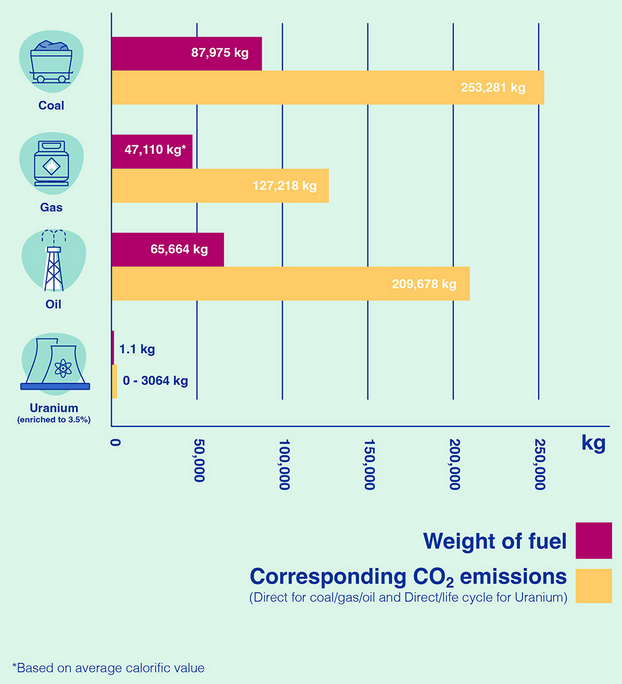 87,975 kg
253,281 kg
Coal
47,110 kg*
127,218 kg
Gas
65,664 kg
209,678 kg
Oil
1.1 kg
0 - 3064 kg
Uranium
(enriched to 3.5%)
0
50,000
100,000
150,000
200,000
250,000
kg
Weight of fuel
Corresponding CO₂ emissions
(Direct for coal/gas/oil and Direct/life cycle for Uranium)
*Based on average calorific value